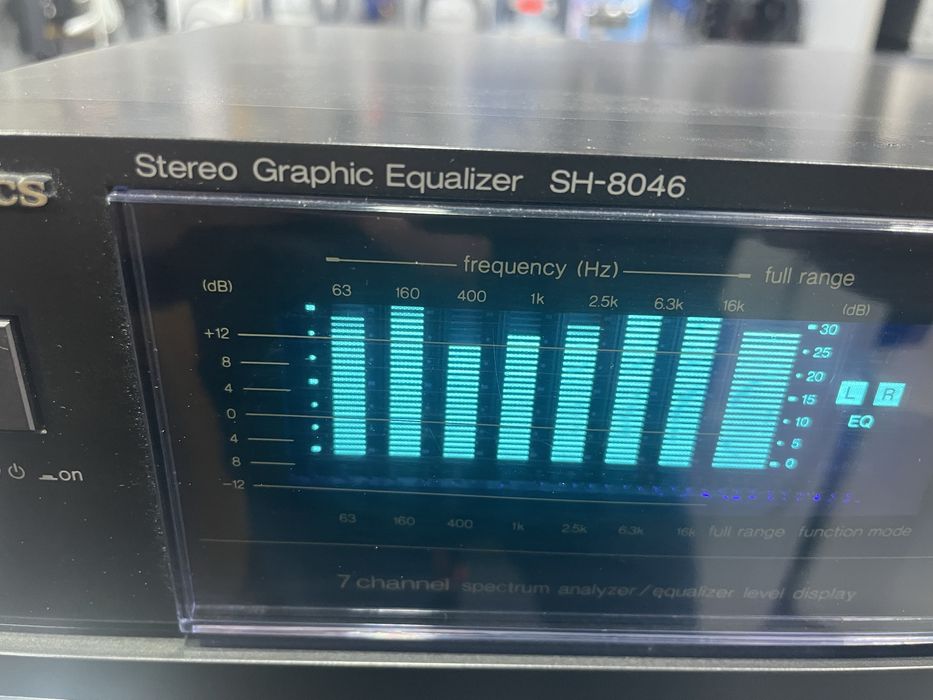 cs
Stereo Graphic Equalizer SH-8046
frequency (Hz) full range
(dB) 63 160 400 1k 2.5k 6.3k 16k (dB)
+12 30
8 25
4 20
L R
15
0 10 EQ
4 5
8 0
on
-12
63 160 400 1k 2.5k 6.3k 16k full range function mode
7 channel spectrum analyzer/equalizer level display